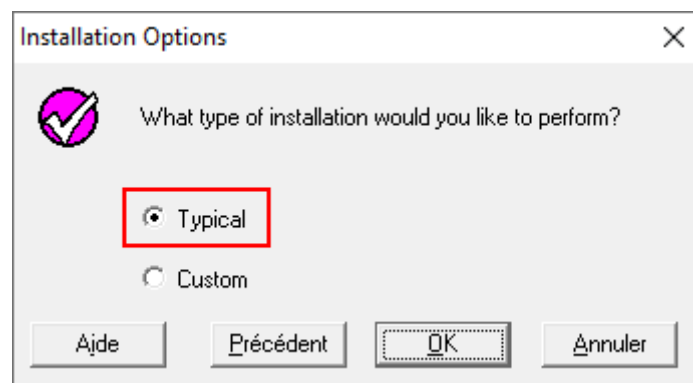 Installation Options
What type of installation would you like to perform?
Typical
Custom
Aide
Précédent
OK
Annuler